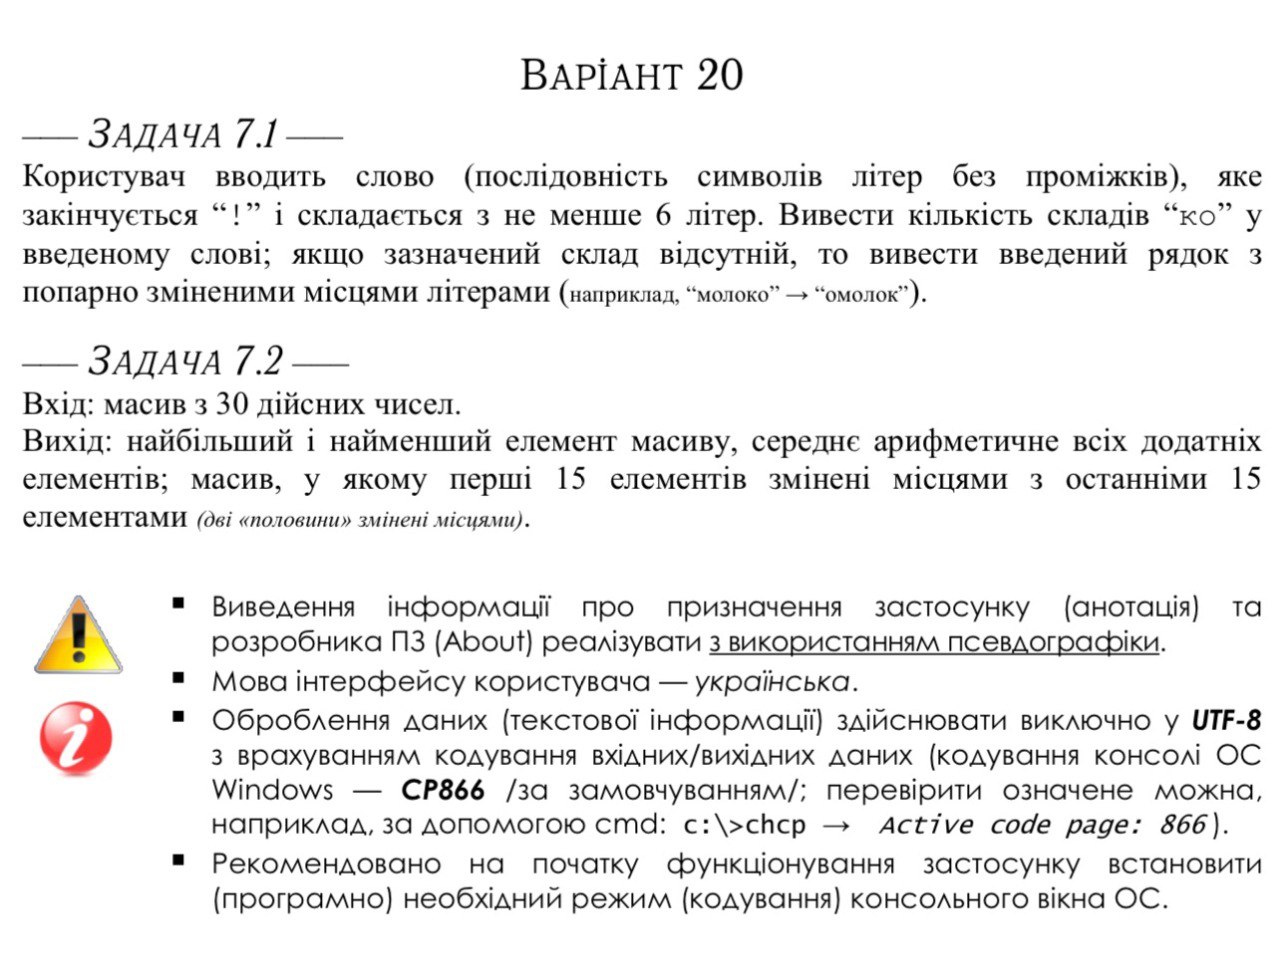 ВАРІАНТ 20
—— ЗАДАЧА 7.1 ——
Користувач вводить слово (послідовність символів літер без проміжків), яке
закінчується “!” і складається з не менше 6 літер. Вивести кількість складів “ко” у
введеному слові; якщо зазначений склад відсутній, то вивести введений рядок з
попарно зміненими місцями літерами (наприклад, “молоко” → “омолок”).
—— ЗАДАЧА 7.2 ——
Вхід: масив з 30 дійсних чисел.
Вихід: найбільший і найменший елемент масиву, середнє арифметичне всіх додатніх
елементів; масив, у якому перші 15 елементів змінені місцями з останніми 15
елементами (дві «половини» змінені місцями).
▪ Виведення інформації про призначення застосунку (анотація) та
розробника ПЗ (About) реалізувати з використанням псевдографіки.
▪ Мова інтерфейсу користувача — українська.
▪ Оброблення даних (текстової інформації) здійснювати виключно у UTF-8
з врахуванням кодування вхідних/вихідних даних (кодування консолі ОС
Windows — CP866 /за замовчуванням/; перевірити означене можна,
наприклад, за допомогою cmd: c:\>chcp → Active code page: 866).
▪ Рекомендовано на початку функціонування застосунку встановити
(програмно) необхідний режим (кодування) консольного вікна ОС.